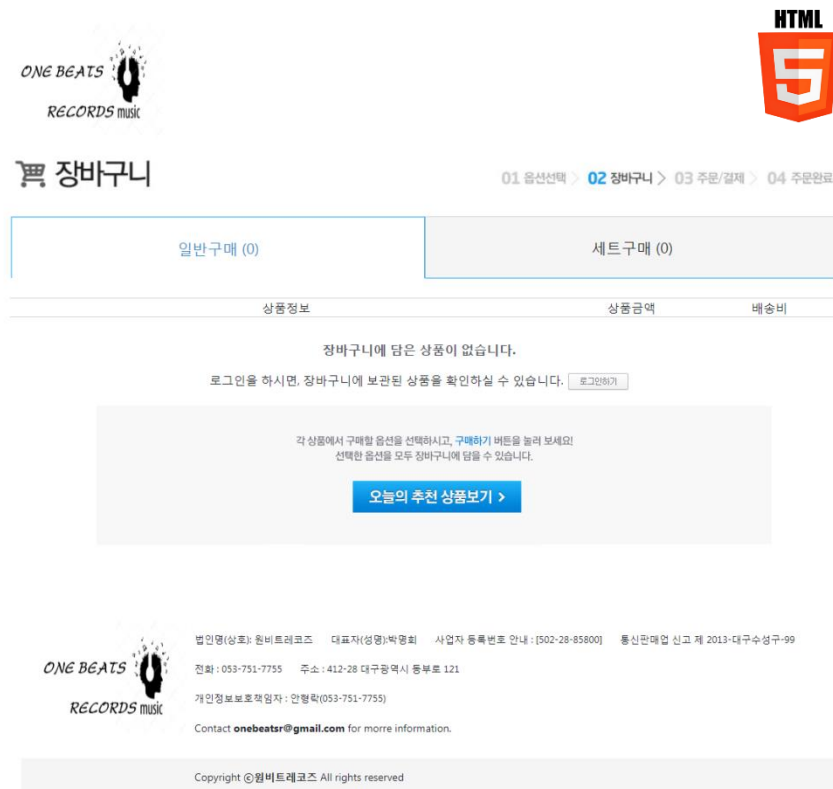 HTML
5
ONE BEATS
RECORDS music
장바구니
01 옵션선택 > 02 장바구니 > 03 주문/결제 > 04 주문완료
일반구매 (0) 세트구매 (0)
상품정보 상품금액 배송비
장바구니에 담은 상품이 없습니다.
로그인을 하시면, 장바구니에 보관된 상품을 확인하실 수 있습니다. 로그인하기
각 상품에서 구매할 옵션을 선택하시고, 구매하기 버튼을 눌러 보세요!
선택한 옵션을 모두 장바구니에 담을 수 있습니다.
오늘의 추천 상품보기 >
법인명(상호): 원비트레코즈 대표자(성명):박명희 사업자 등록번호 안내 : [502-28-85800] 통신판매업 신고 제 2013-대구수성구-99
ONE BEATS
RECORDS music
전화 : 053-751-7755 주소 : 412-28 대구광역시 동부로 121
개인정보보호책임자 : 안형락(053-751-7755)
Contact onebeatsr@gmail.com for morre information.
Copyright ⓒ원비트레코즈 All rights reserved